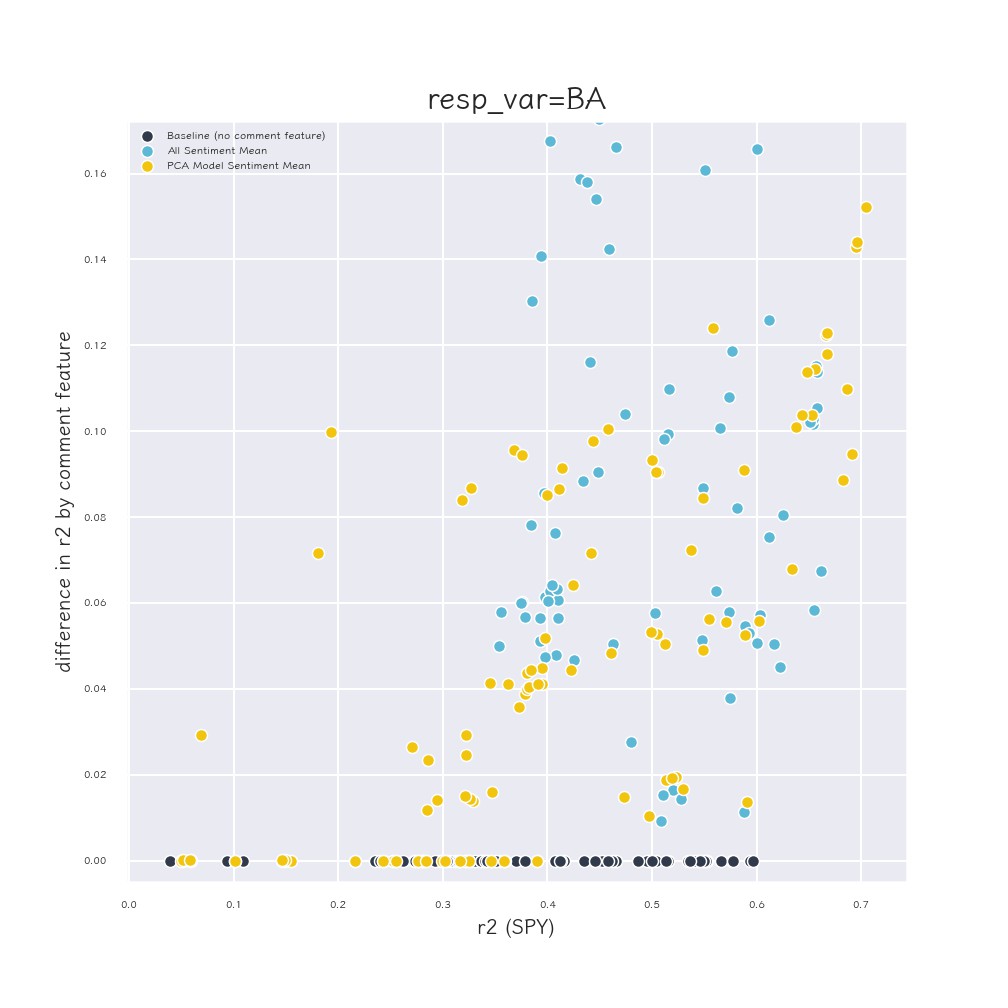 resp_var=BA
Baseline (no comment feature)
All Sentiment Mean
PCA Model Sentiment Mean
0.16
0.14
0.12
0.10
0.08
0.06
0.04
0.02
0.00
difference in r2 by comment feature
0.0 0.1 0.2 0.3 0.4 0.5 0.6 0.7
r2 (SPY)